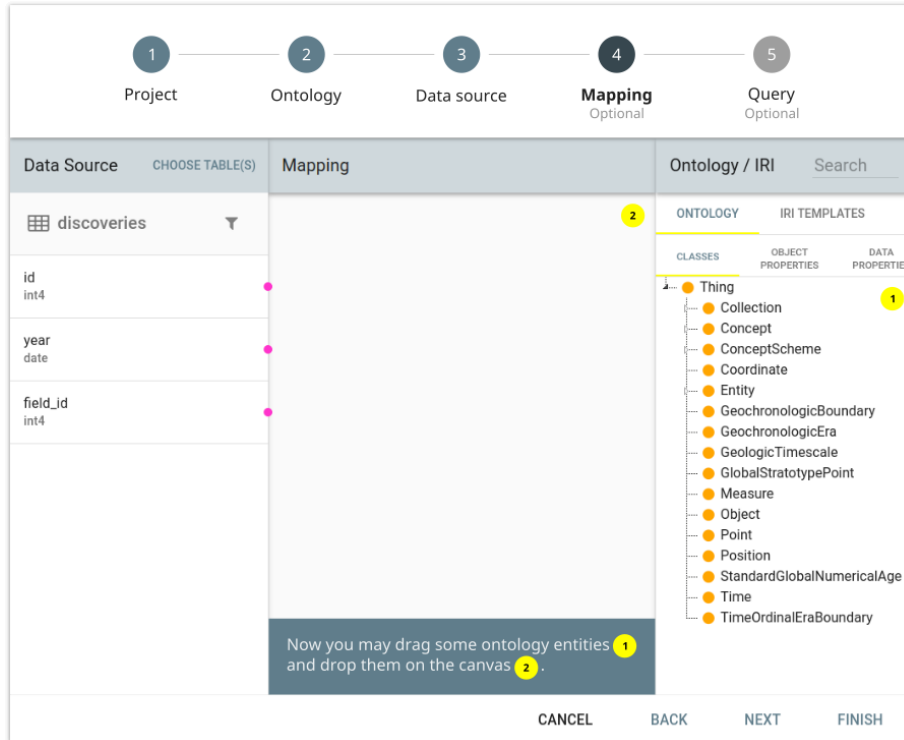 1
2
3
4
5
Project
Ontology
Data source
Mapping
Query
Optional
Optional
Data Source
CHOOSE TABLE(S)
Mapping
Ontology / IRI
Search
discoveries
id
int4
year
date
field_id
int4
2
ONTOLOGY
IRI TEMPLATES
CLASSES
OBJECT
PROPERTIES
DATA
PROPERTIE
1
Thing
Collection
Concept
ConceptScheme
Coordinate
Entity
GeochronologicBoundary
GeochronologicEra
GeologicTimescale
GlobalStratotypePoint
Measure
Object
Point
Position
StandardGlobalNumericalAge
Time
TimeOrdinalEraBoundary
Now you may drag some ontology entities 1
and drop them on the canvas 2 .
CANCEL
BACK
NEXT
FINISH